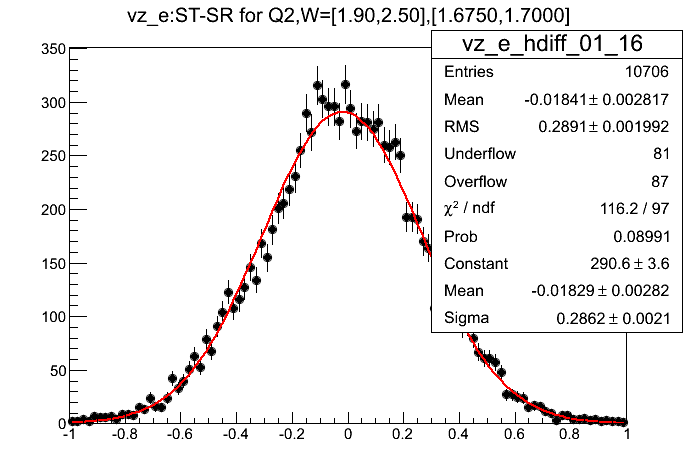 vz_e:ST-SR for Q2,W=[1.90,2.50],[1.6750,1.7000]
vz_e_hdiff_01_16
Entries 10706
Mean -0.01841± 0.002817
RMS 0.2891± 0.001992
Underflow 81
Overflow 87
χ² / ndf 116.2 / 97
Prob 0.08991
Constant 290.6 ± 3.6
Mean -0.01829 ± 0.00282
Sigma 0.2862 ± 0.0021
350
300
250
200
150
100
50
0
-1 -0.8 -0.6 -0.4 -0.2 0 0.2 0.4 0.6 0.8 1